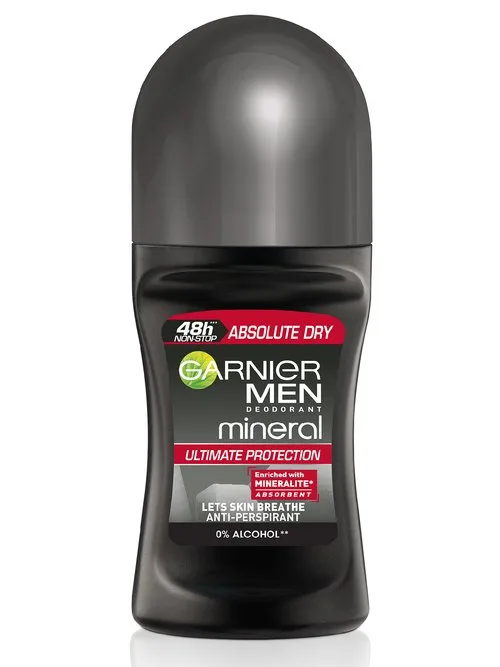 48h*** ABSOLUTE DRY
NON-STOP
GARNIER
MEN
DEODORANT
mineral
ULTIMATE PROTECTION
Enriched with
MINERALITE*
ABSORBENT
LETS SKIN BREATHE
ANTI-PERSPIRANT
0% ALCOHOL**